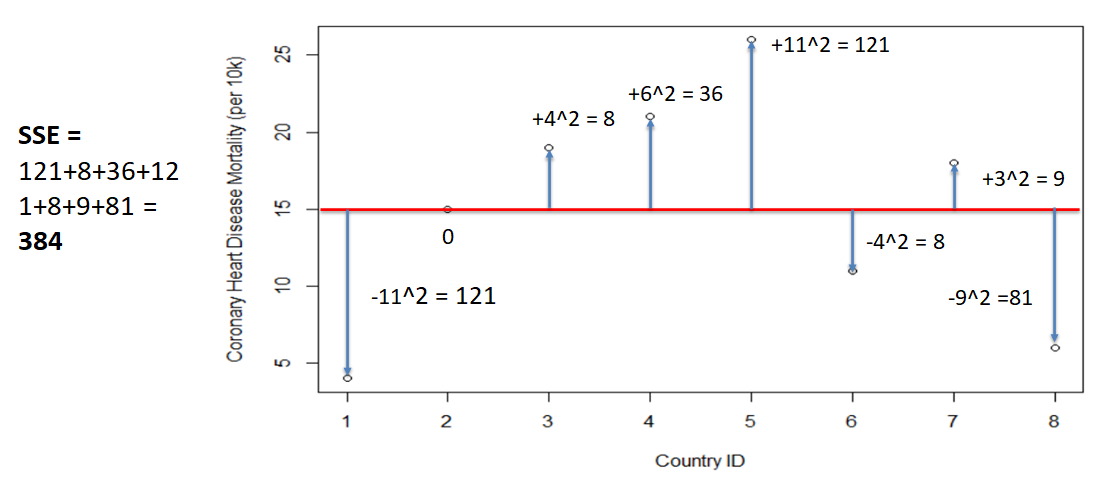 SSE =
121+8+36+12
1+8+9+81 =
384
Coronary Heart Disease Mortality (per 10k)
25
20
15
10
5
-11^2 = 121
0
+4^2 = 8
+6^2 = 36
+11^2 = 121
-4^2 = 8
+3^2 = 9
-9^2 =81
1 2 3 4 5 6 7 8
Country ID